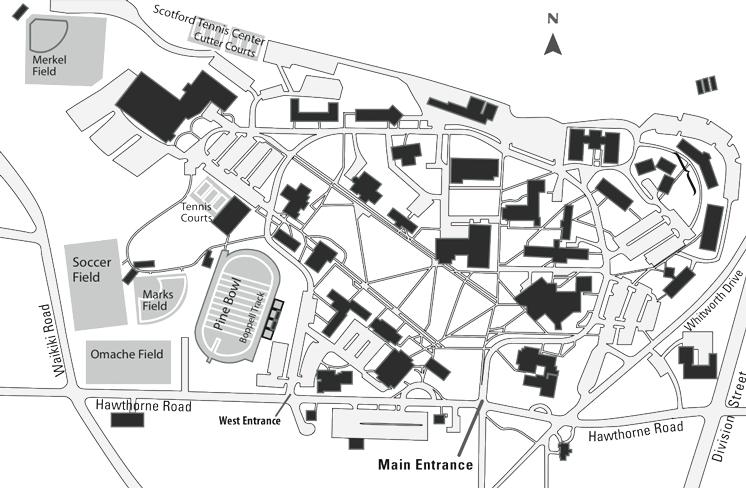 Scotford Tennis Center
Cutter Courts
N
Merkel
Field
Tennis
Courts
Soccer
Field
Marks
Field
Pine Bowl
Boppell Track
Omache Field
Waikiki Road
Whitworth Drive
Division Street
Hawthorne Road
West Entrance
Hawthorne Road
Main Entrance